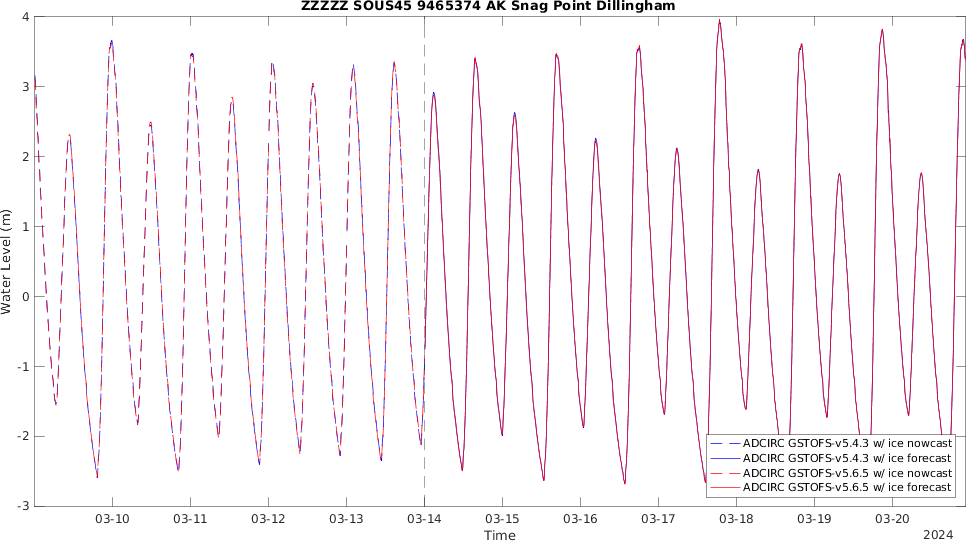 ZZZZZ SOUS45 9465374 AK Snag Point Dillingham
4
3
2
1
0
-1
-2
-3
Water Level (m)
ADCIRC GSTOFS-v5.4.3 w/ ice nowcast
ADCIRC GSTOFS-v5.4.3 w/ ice forecast
ADCIRC GSTOFS-v5.6.5 w/ ice nowcast
ADCIRC GSTOFS-v5.6.5 w/ ice forecast
03-10 03-11 03-12 03-13 03-14 03-15 03-16 03-17 03-18 03-19 03-20
Time
2024